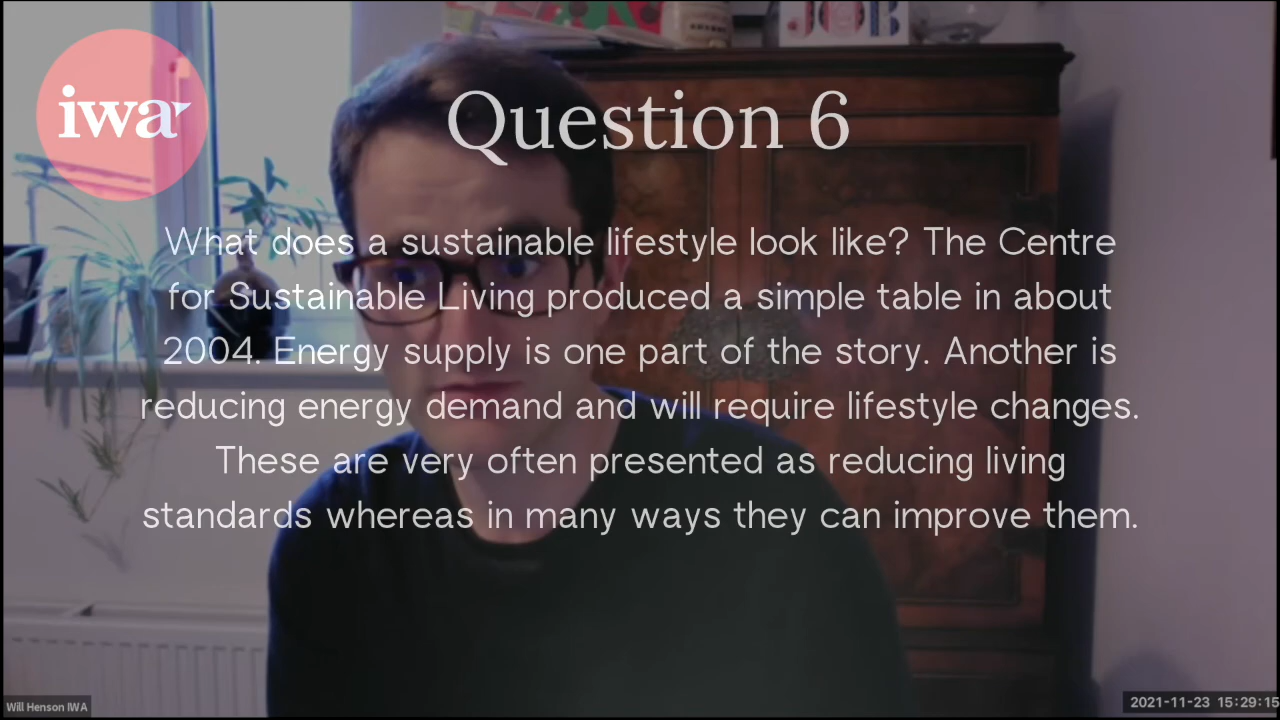 iwa
Question 6
What does a sustainable lifestyle look like? The Centre
for Sustainable Living produced a simple table in about
2004. Energy supply is one part of the story. Another is
reducing energy demand and will require lifestyle changes.
These are very often presented as reducing living
standards whereas in many ways they can improve them.
Will Henson IWA
2021-11-23 15:29:15